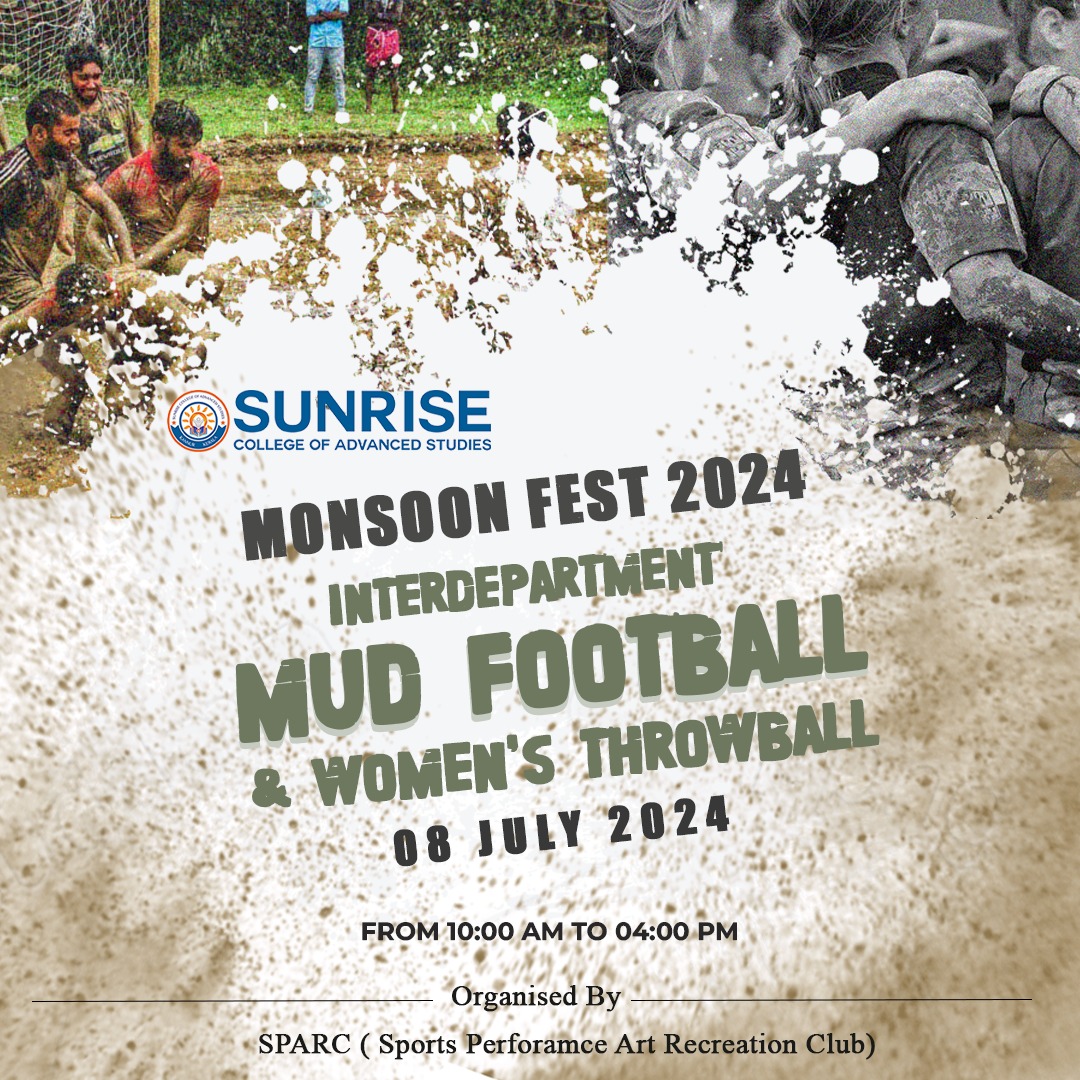 SUNRISE
COLLEGE OF ADVANCED STUDIES
MONSOON FEST 2024
INTERDEPARTMENT
MUD FOOTBALL
& WOMEN'S THROWBALL
08 JULY 2024
FROM 10:00 AM TO 04:00 PM
Organised By
SPARC ( Sports Perforamce Art Recreation Club)